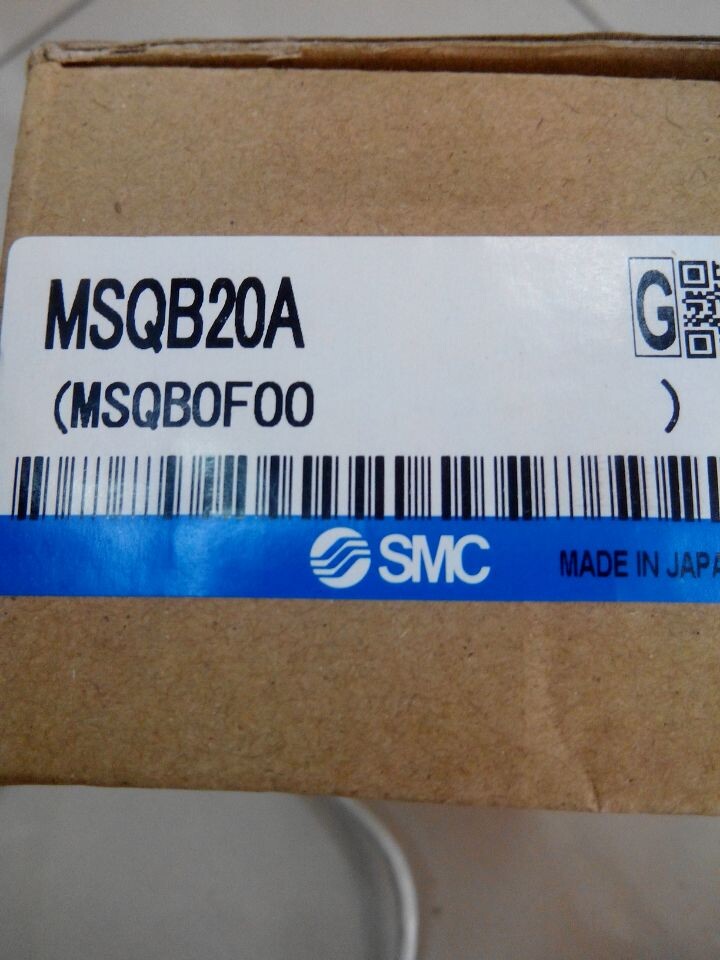 MSQB20A
G
(MSQB0F00 )
SMC
MADE IN JAPA